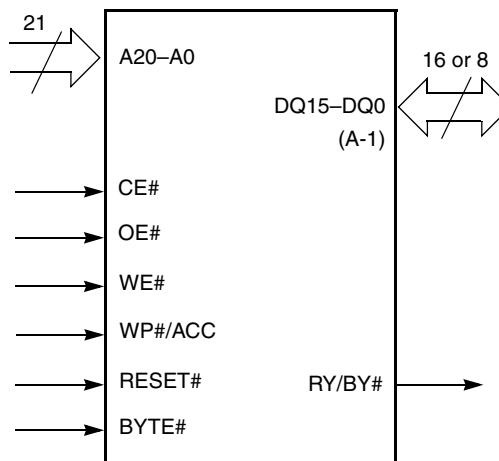 21
16 or 8
A20–A0
DQ15–DQ0
(A-1)
CE#
OE#
WE#
WP#/ACC
RESET#
RY/BY#
BYTE#